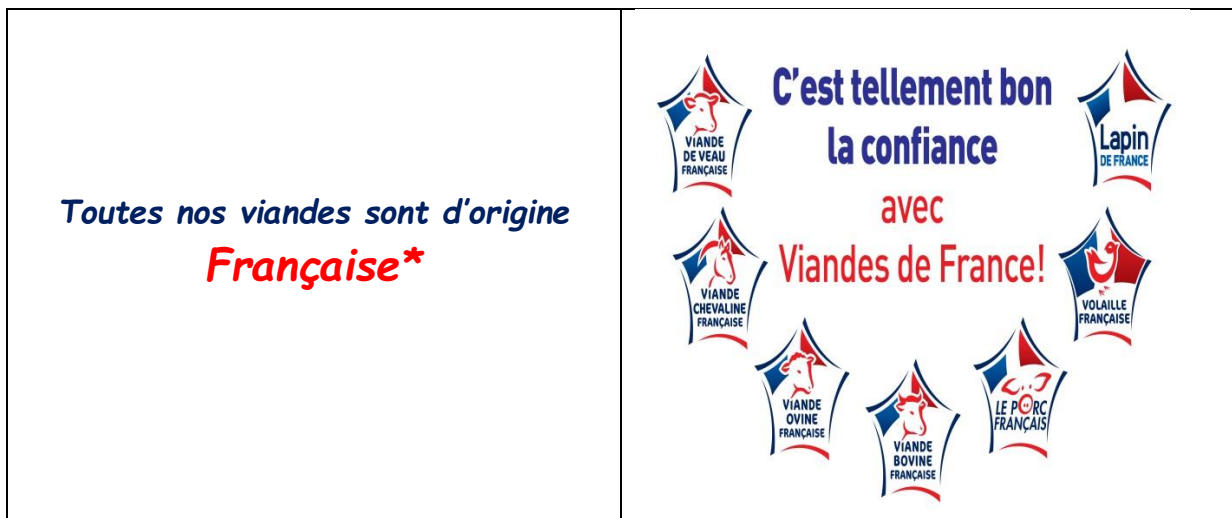 Toutes nos viandes sont d'origine
Française*
C'est tellement bon
la confiance
avec
Viandes de France!
VIANDE
DE VEAU
FRANÇAISE
Lapin
DE FRANCE
VIANDE
CHEVALINE
FRANÇAISE
VOLAILLE
FRANÇAISE
VIANDE
OVINE
FRANÇAISE
VIANDE
BOVINE
FRANÇAISE
LE PORC
FRANÇAIS